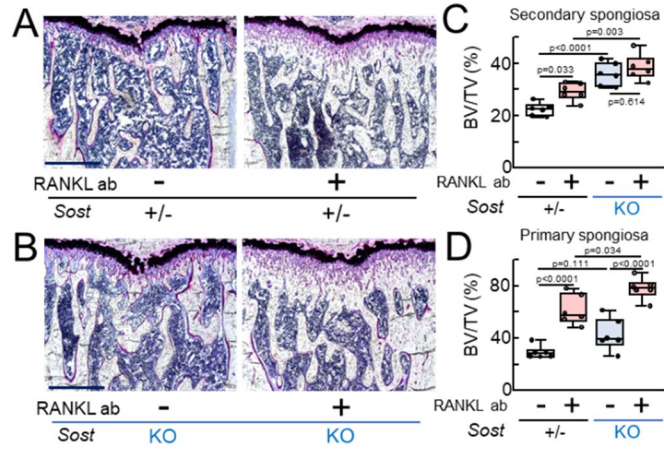 A
RANKL ab − +
Sost +/- +/-
B
RANKL ab − +
Sost KO KO
C
Secondary spongiosa
p=0.003
p<0.0001
p=0.033
p=0.614
BV/TV (%)
40
20
0
RANKL ab − + − +
Sost +/- KO
D
Primary spongiosa
p=0.034
p=0.111
p<0.0001 p<0.0001
BV/TV (%)
80
40
0
RANKL ab − + − +
Sost +/- KO